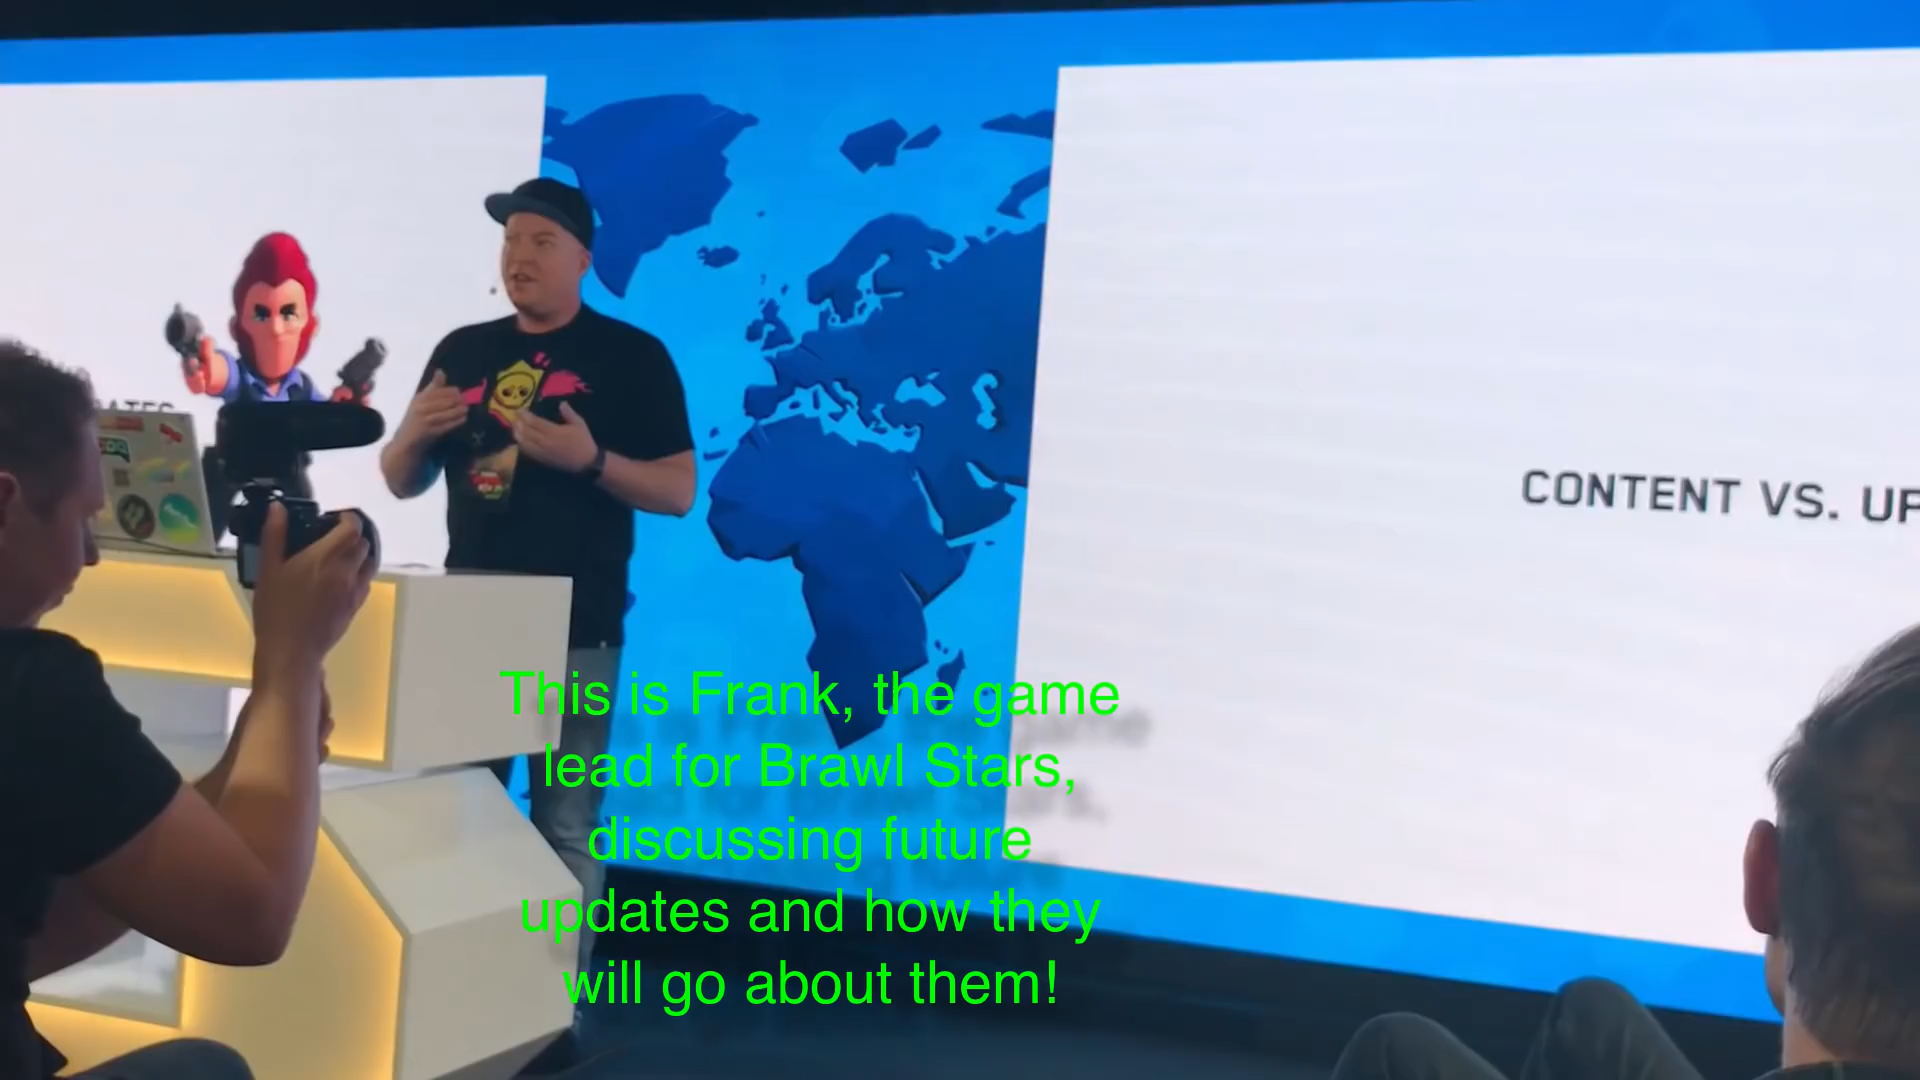 CONTENT VS. UP
This is Frank, the game
lead for Brawl Stars,
discussing future
updates and how they
will go about them!